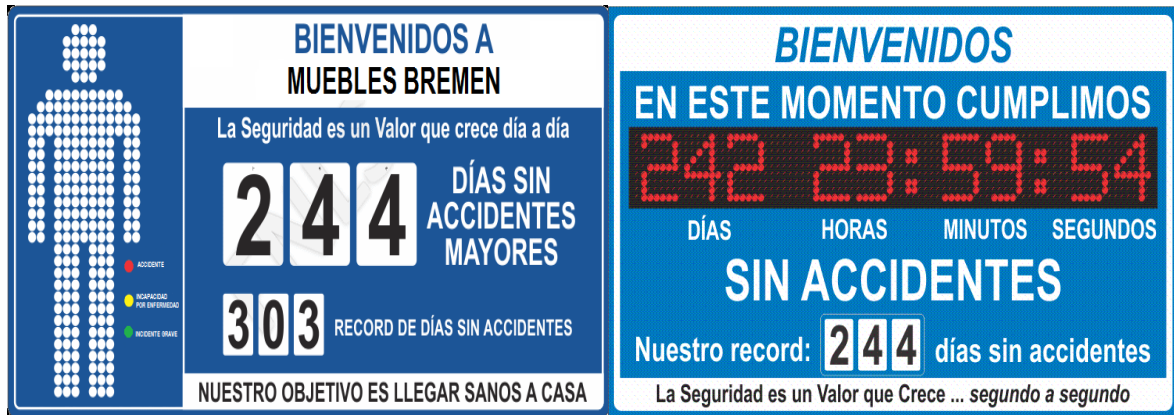 BIENVENIDOS A
MUEBLES BREMEN
La Seguridad es un Valor que crece día a día
244
DÍAS SIN
ACCIDENTES
MAYORES
ACCIDENTE
INCAPACIDAD
POR ENFERMEDAD
INCIDENTE GRAVE
303 RECORD DE DÍAS SIN ACCIDENTES
NUESTRO OBJETIVO ES LLEGAR SANOS A CASA
BIENVENIDOS
EN ESTE MOMENTO CUMPLIMOS
242 23:59:54
DÍAS HORAS MINUTOS SEGUNDOS
SIN ACCIDENTES
Nuestro record: 244 días sin accidentes
La Seguridad es un Valor que Crece ... segundo a segundo